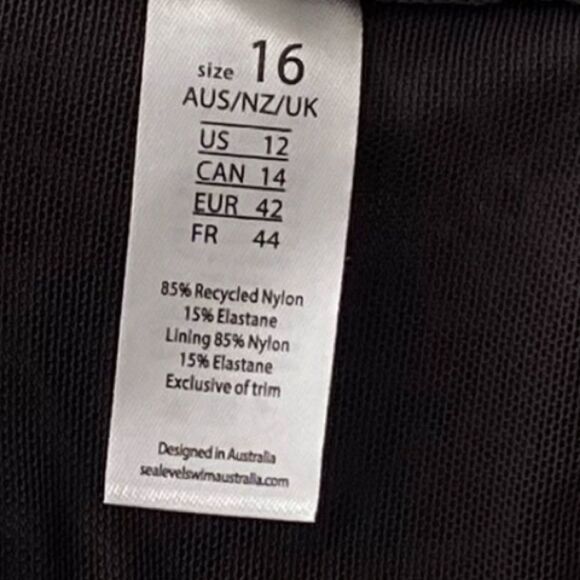 size 16
AUS/NZ/UK
US 12
CAN 14
EUR 42
FR 44
85% Recycled Nylon
15% Elastane
Lining 85% Nylon
15% Elastane
Exclusive of trim
Designed in Australia
sealevelswimaustralia.com